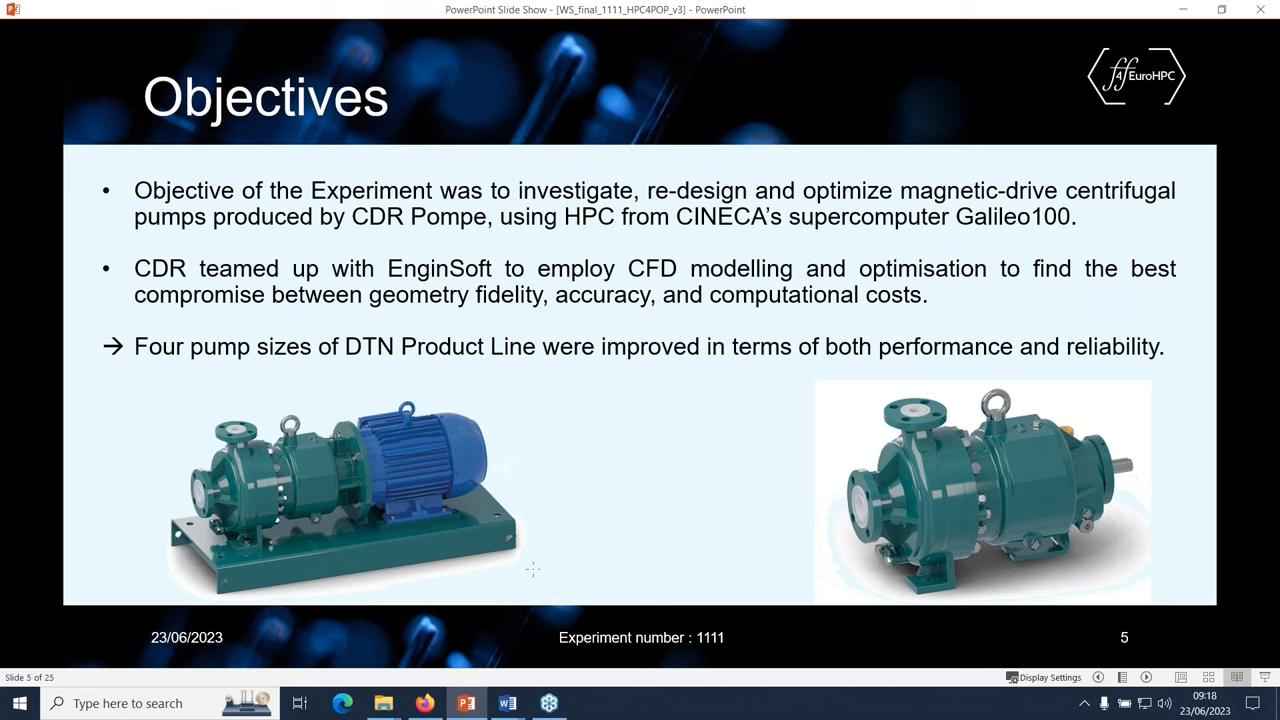 PowerPoint Slide Show - [WS_final_1111_HPC4POP_v3] - PowerPoint
Objectives
ff4EuroHPC
• Objective of the Experiment was to investigate, re-design and optimize magnetic-drive centrifugal
pumps produced by CDR Pompe, using HPC from CINECA's supercomputer Galileo100.
• CDR teamed up with EnginSoft to employ CFD modelling and optimisation to find the best
compromise between geometry fidelity, accuracy, and computational costs.
→ Four pump sizes of DTN Product Line were improved in terms of both performance and reliability.
23/06/2023
Experiment number : 1111
5
Slide 5 of 25
Display Settings
Type here to search
09:18
23/06/2023